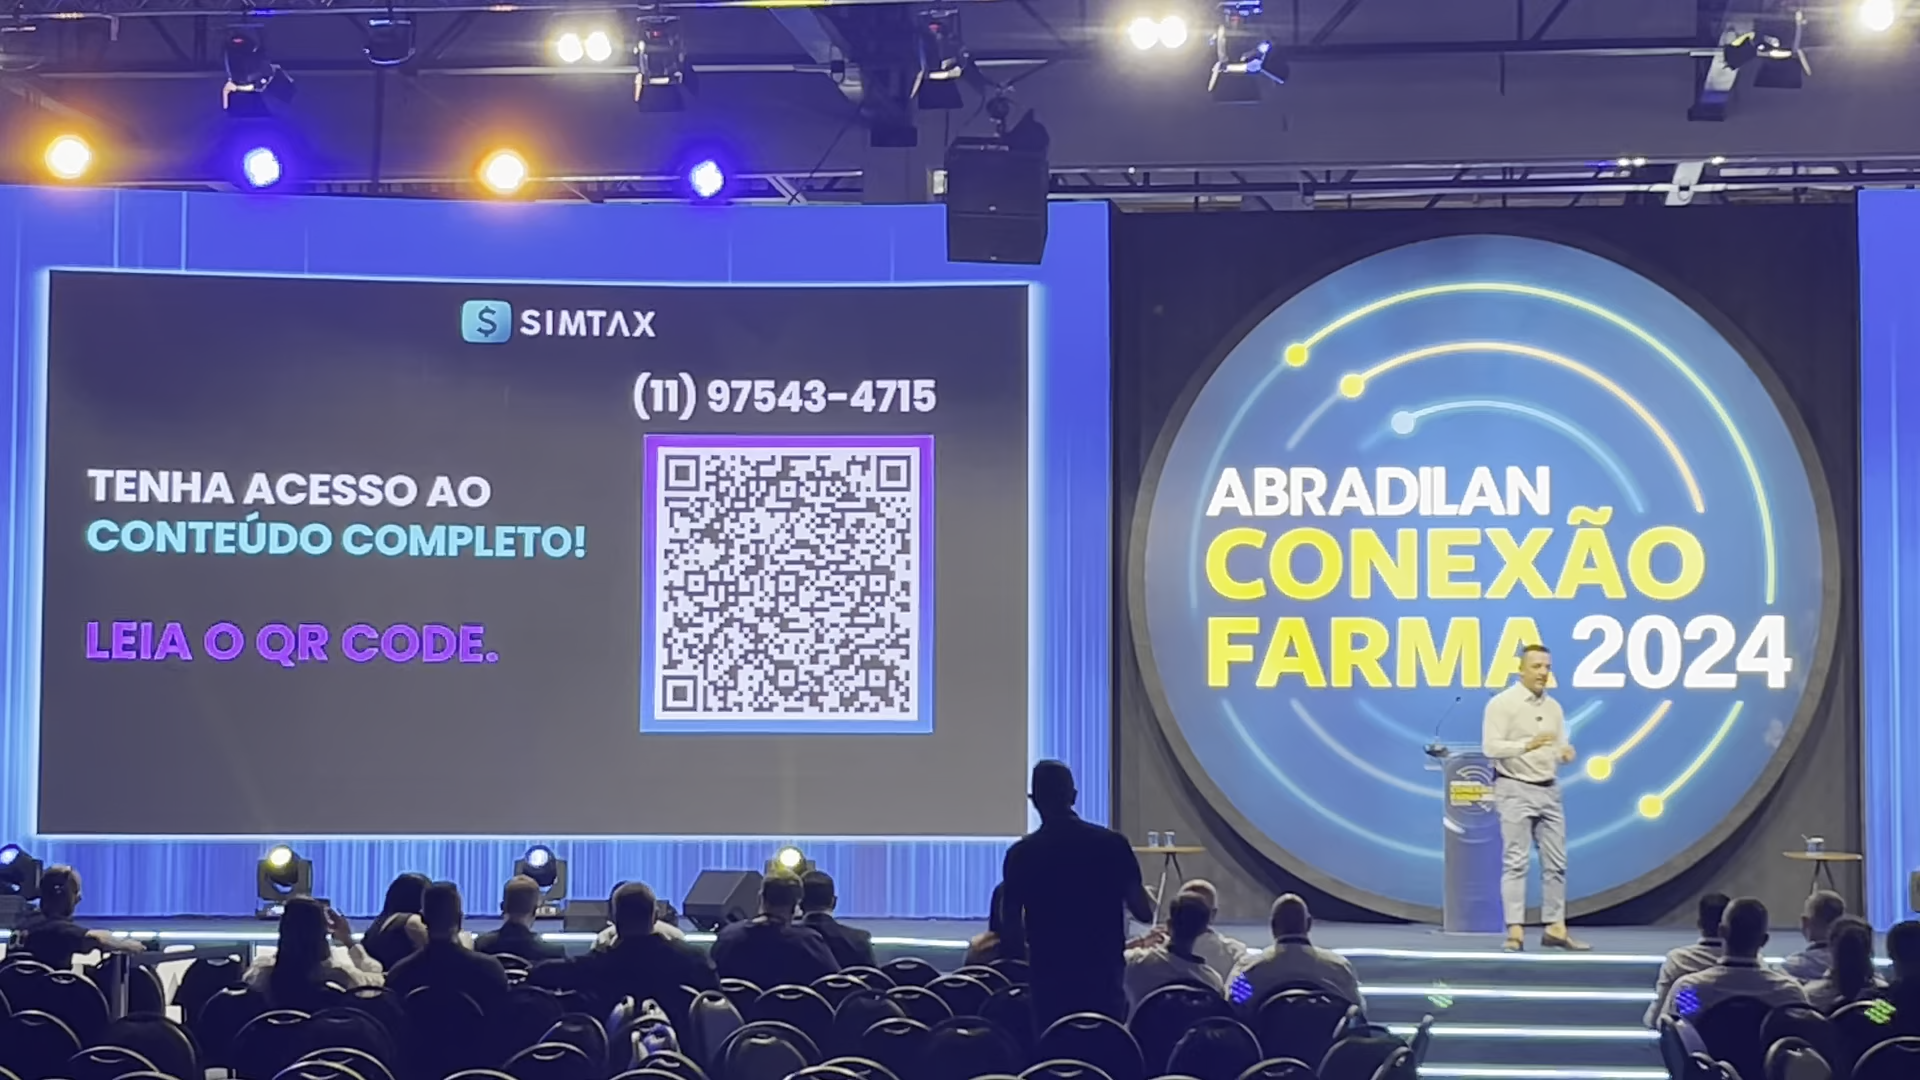 SIMTAX
(11) 97543-4715
TENHA ACESSO AO
CONTEÚDO COMPLETO!
LEIA O QR CODE.
ABRADILAN
CONEXÃO
FARMA 2024